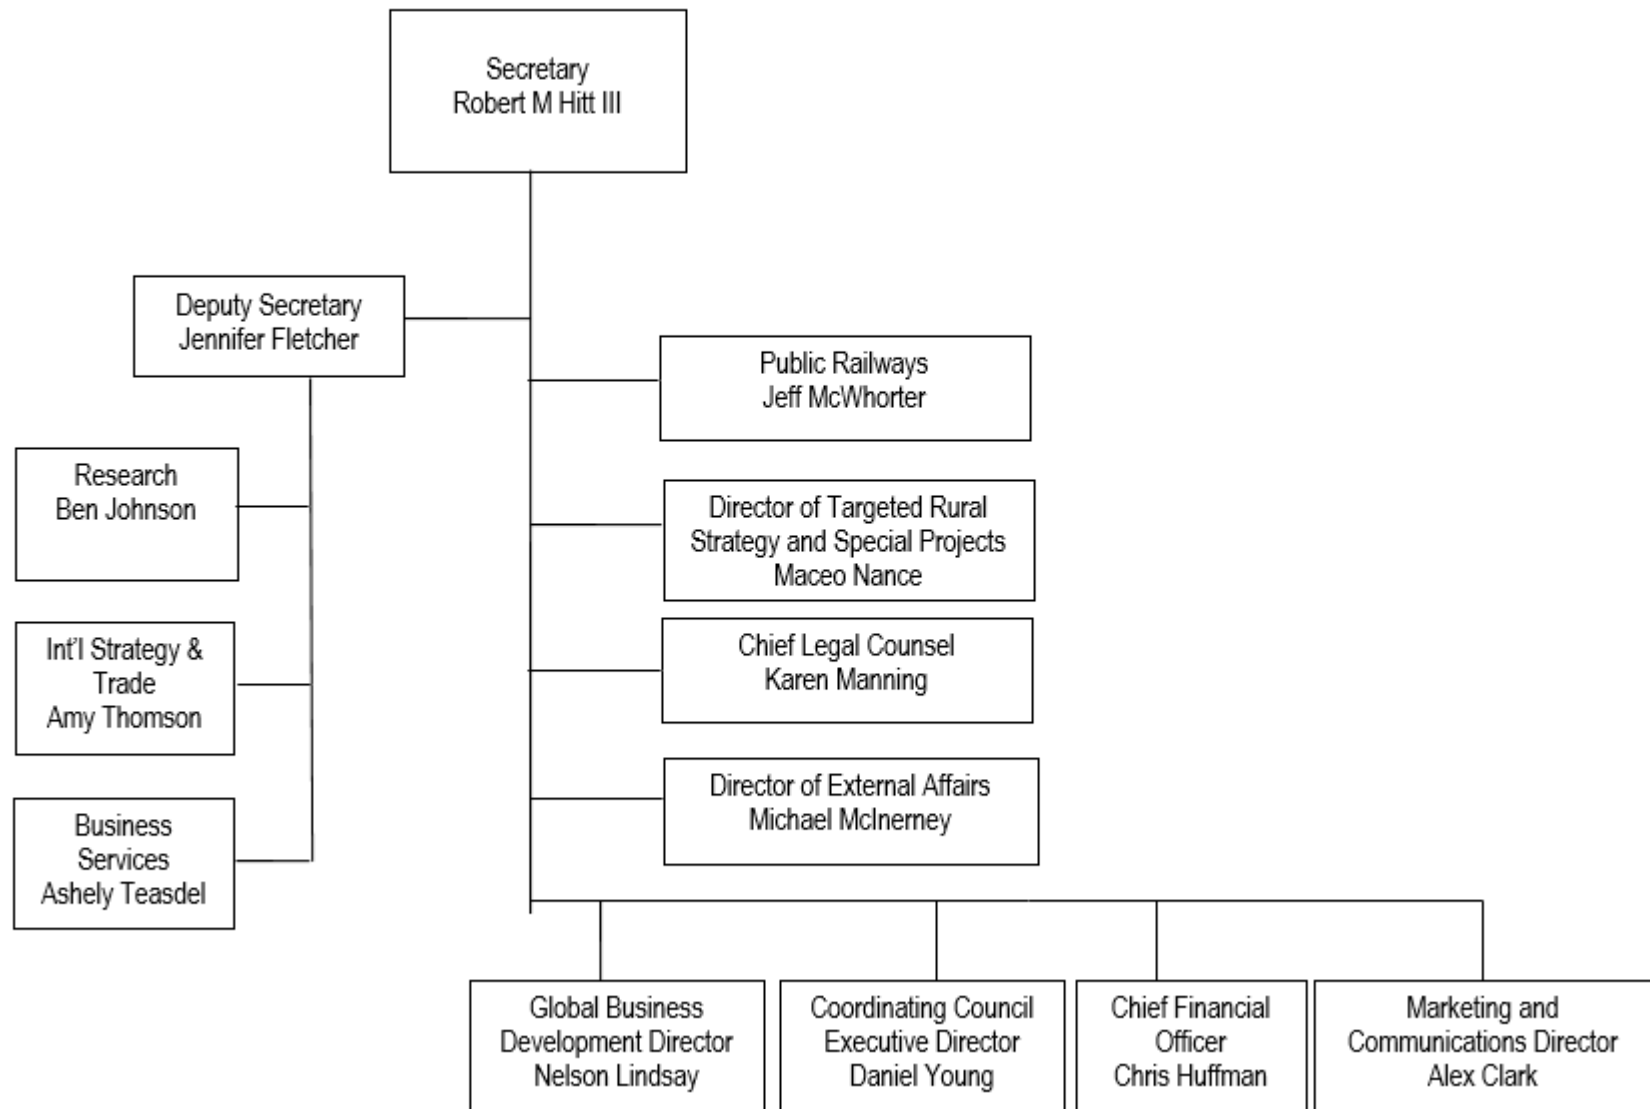 Secretary
Robert M Hitt III
Deputy Secretary
Jennifer Fletcher
Public Railways
Jeff McWhorter
Research
Ben Johnson
Director of Targeted Rural
Strategy and Special Projects
Maceo Nance
Int'l Strategy &
Trade
Amy Thomson
Chief Legal Counsel
Karen Manning
Director of External Affairs
Michael McInerney
Business
Services
Ashely Teasdel
Global Business
Development Director
Nelson Lindsay
Coordinating Council
Executive Director
Daniel Young
Chief Financial
Officer
Chris Huffman
Marketing and
Communications Director
Alex Clark